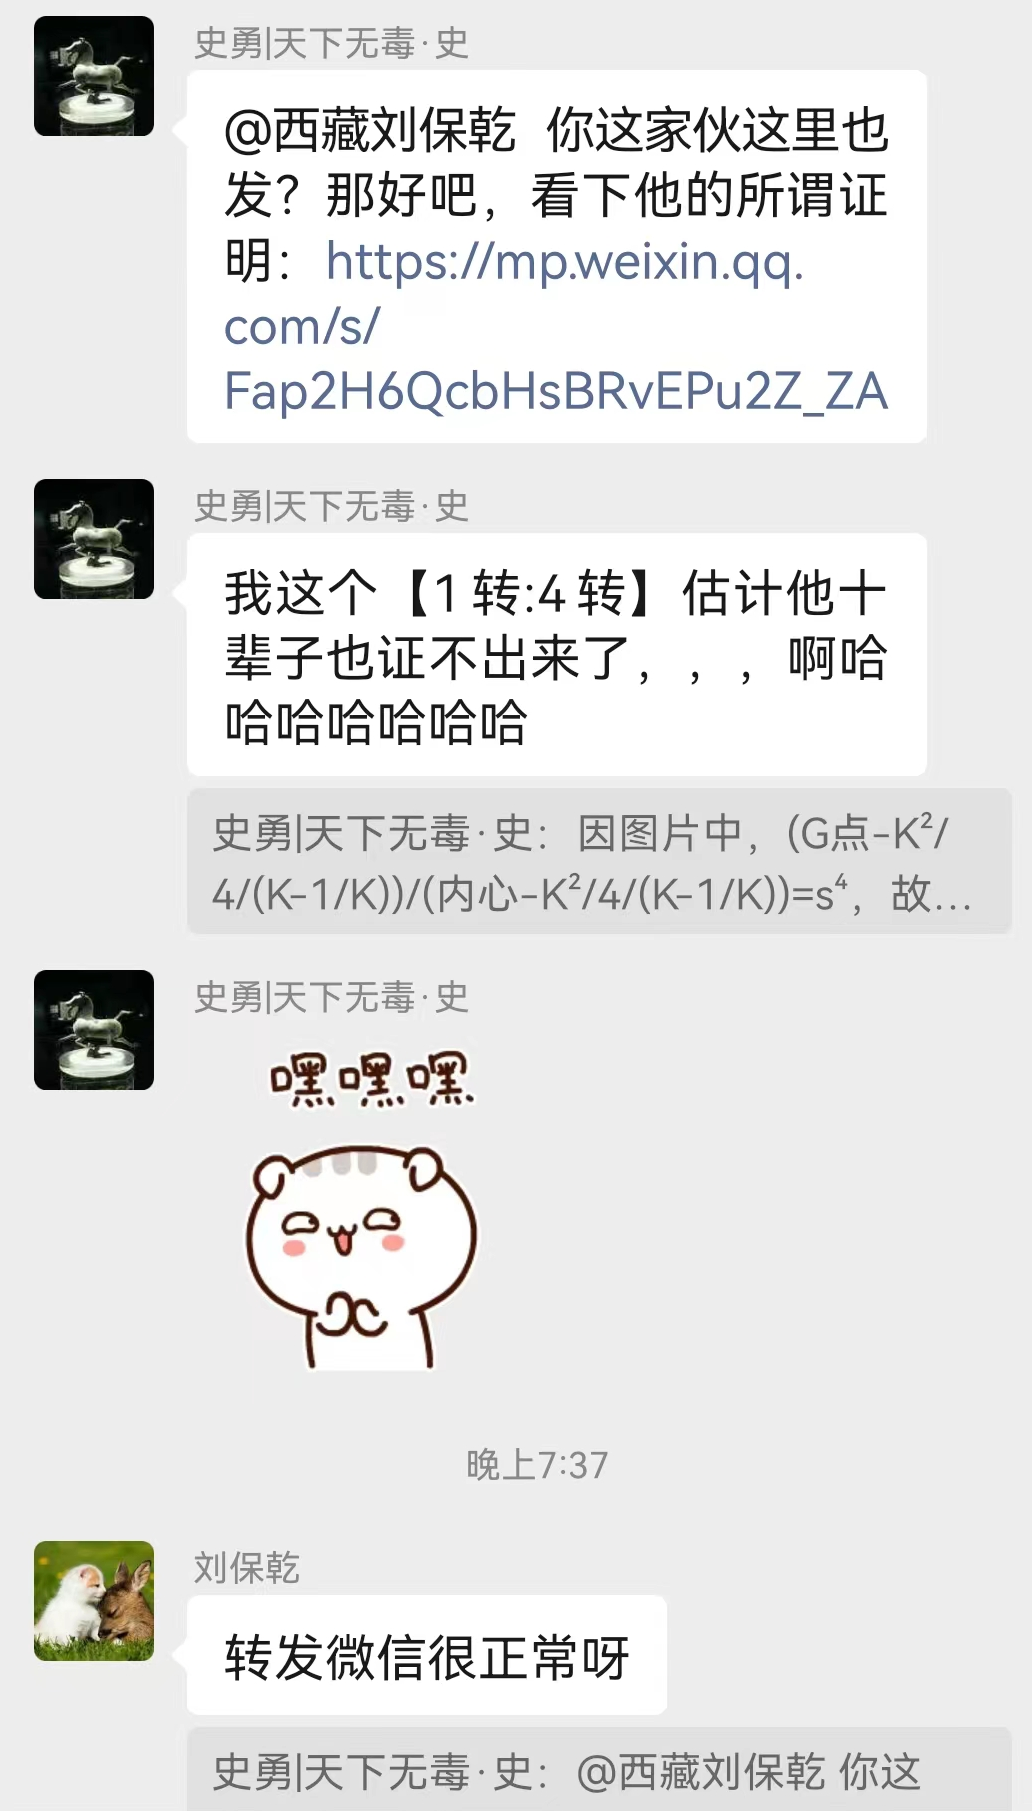 史勇|天下无毒·史
@西藏刘保乾 你这家伙这里也
发？那好吧，看下他的所谓证
明：https://mp.weixin.qq.
com/s/
Fap2H6QcbHsBRvEPu2Z_ZA
史勇|天下无毒·史
我这个【1转:4转】估计他十
辈子也证不出来了，，，啊哈
哈哈哈哈哈哈
史勇|天下无毒·史：因图片中，(G点-K²/
4/(K-1/K))/(内心-K²/4/(K-1/K))=s⁴，故...
史勇|天下无毒·史
嘿嘿嘿
晚上7:37
刘保乾
转发微信很正常呀
史勇|天下无毒·史：@西藏刘保乾 你这